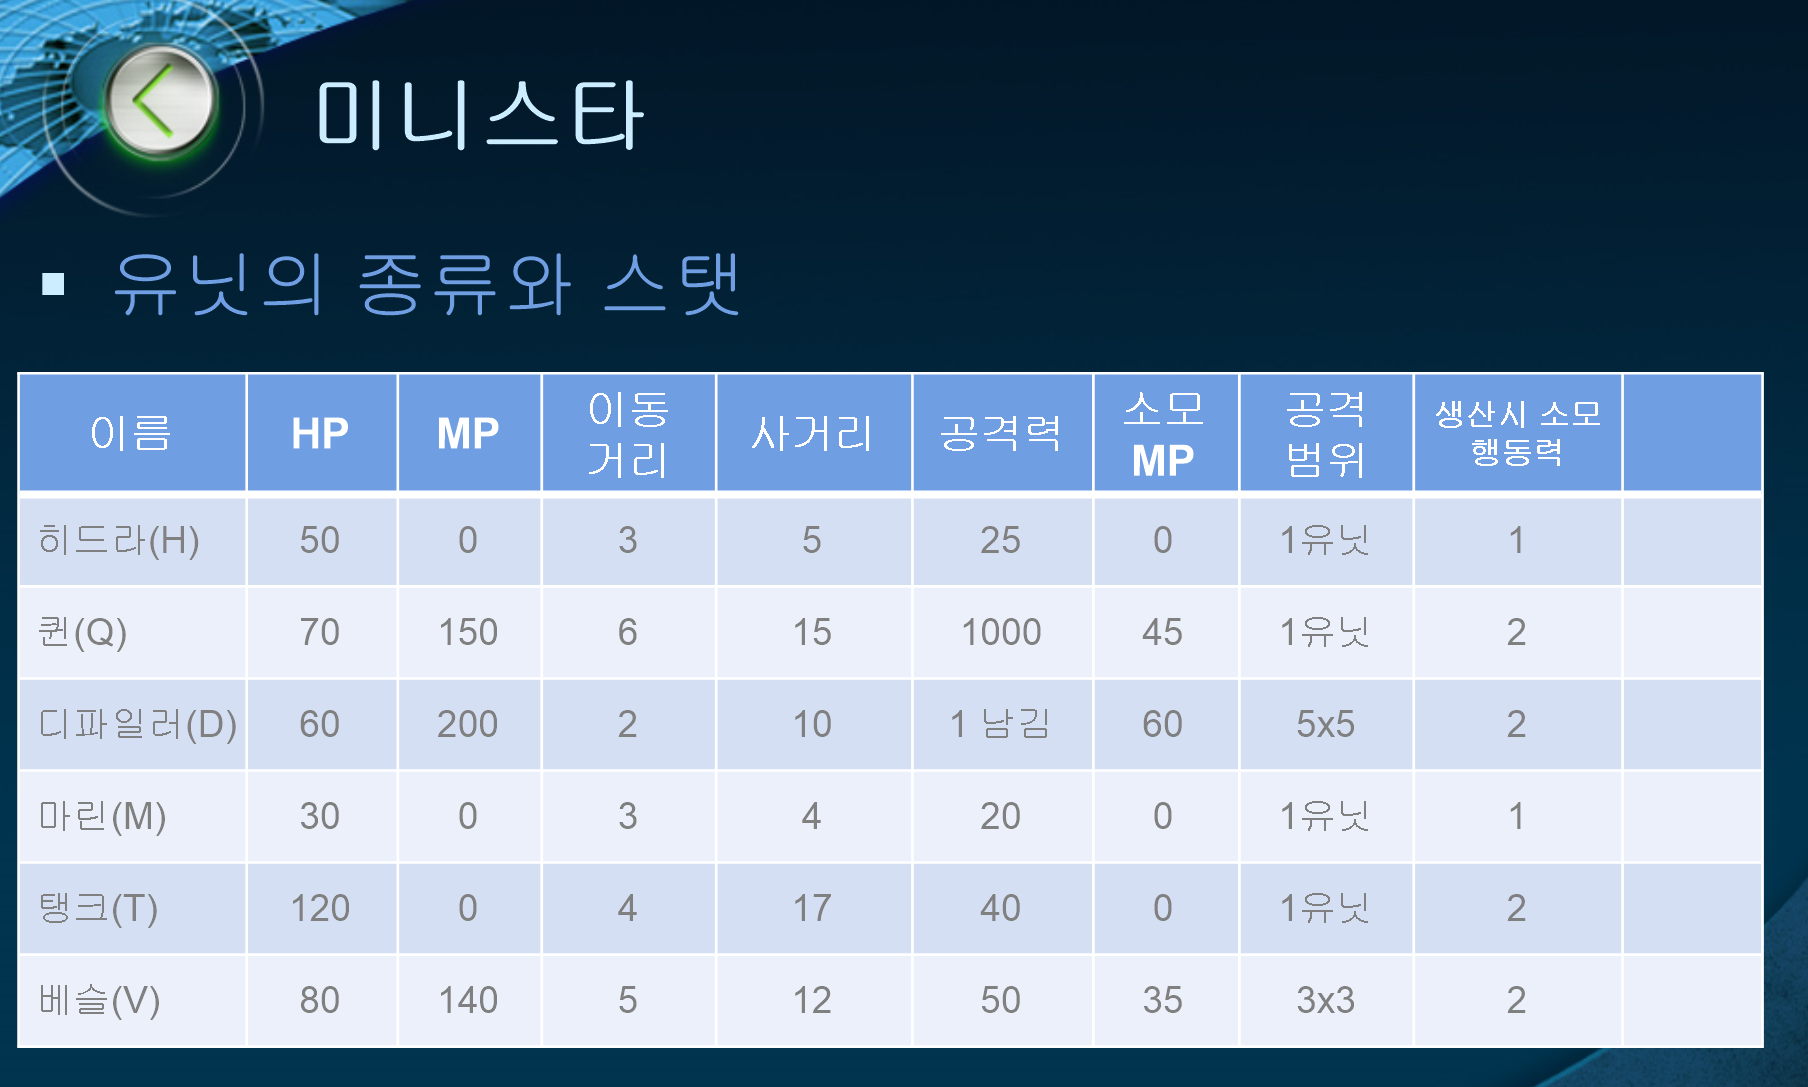 미니스타
▪ 유닛의 종류와 스탯
이름 HP MP 이동 거리 사거리 공격력 소모 MP 공격 범위 생산시 소모 행동력
히드라(H) 50 0 3 5 25 0 1유닛 1
퀸(Q) 70 150 6 15 1000 45 1유닛 2
디파일러(D) 60 200 2 10 1 남김 60 5x5 2
마린(M) 30 0 3 4 20 0 1유닛 1
탱크(T) 120 0 4 17 40 0 1유닛 2
베슬(V) 80 140 5 12 50 35 3x3 2